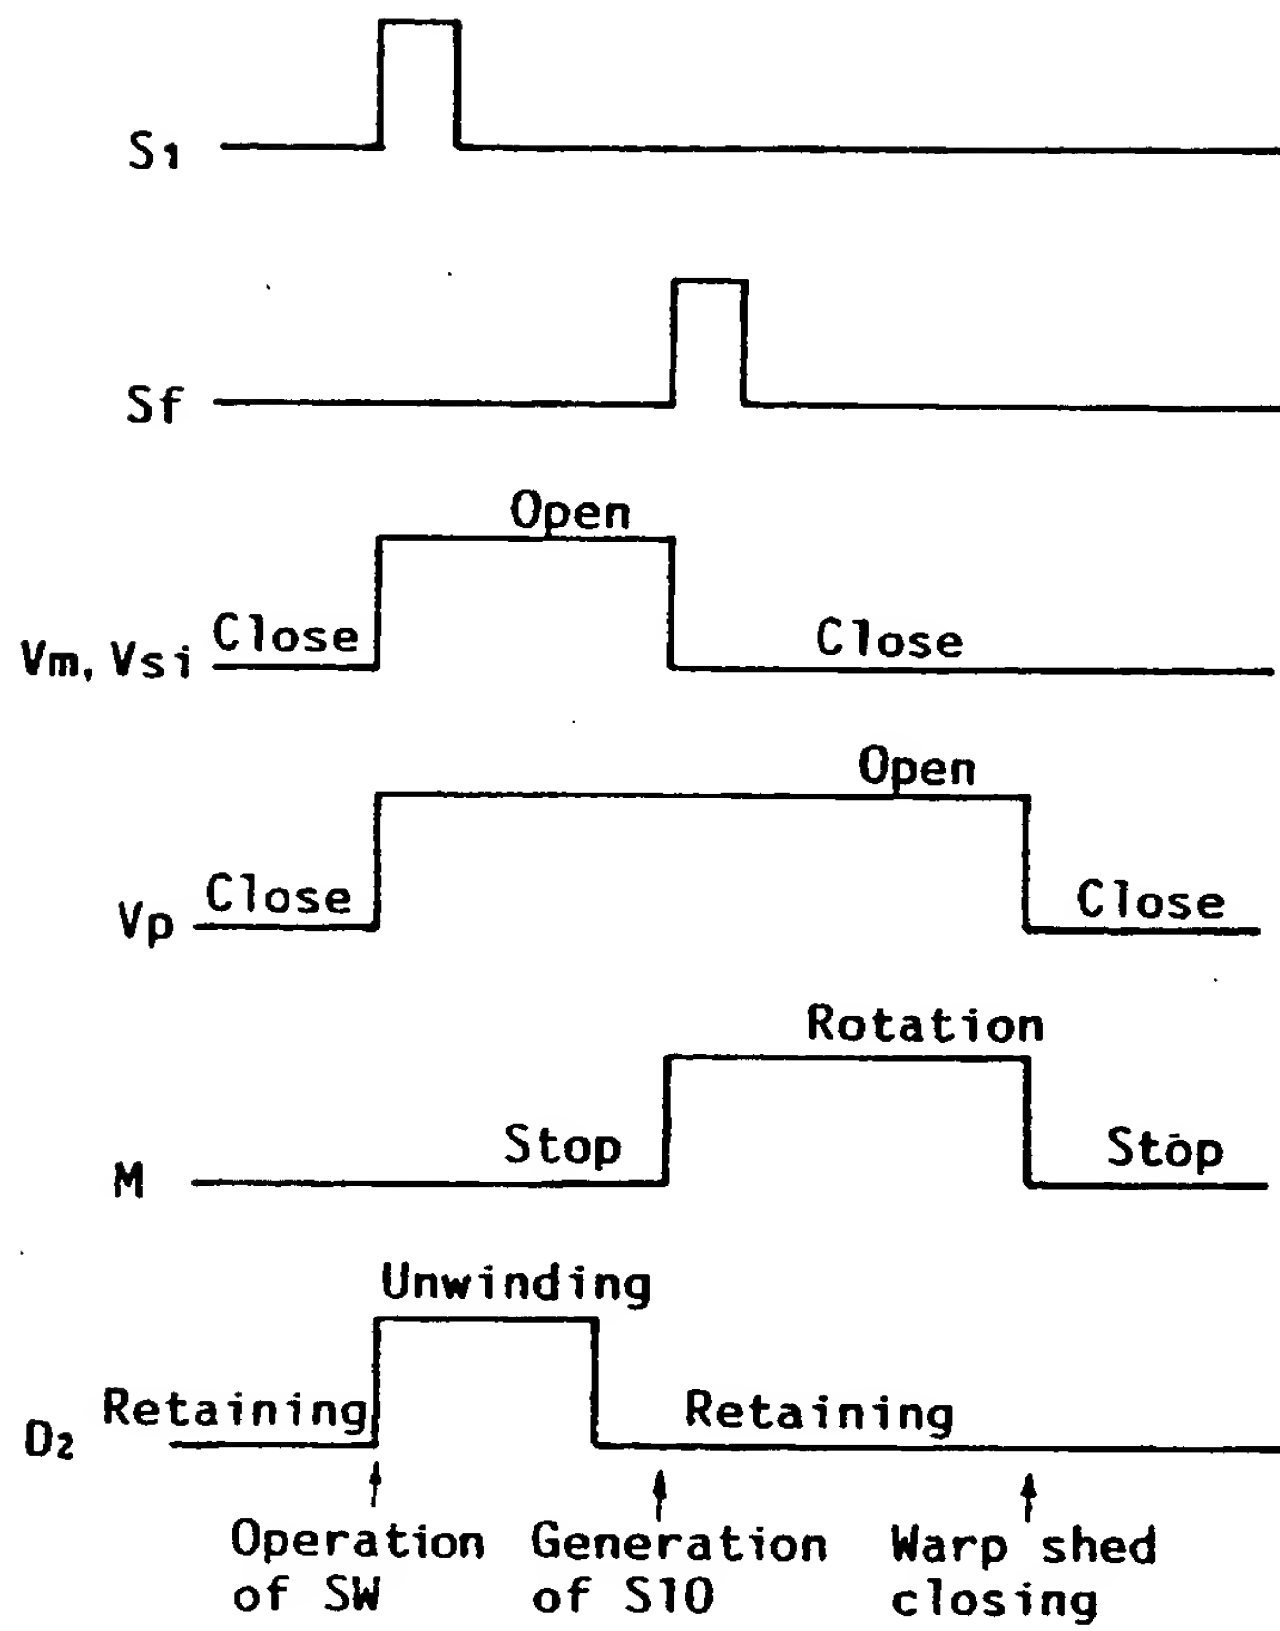 S1
Sf
Open
Close
Close
Vm, Vsi
Open
Close
Close
Vp
Rotation
Stop
Stop
M
Unwinding
Retaining
Retaining
D2
Operation
of SW
Generation
of S10
Warp shed
closing